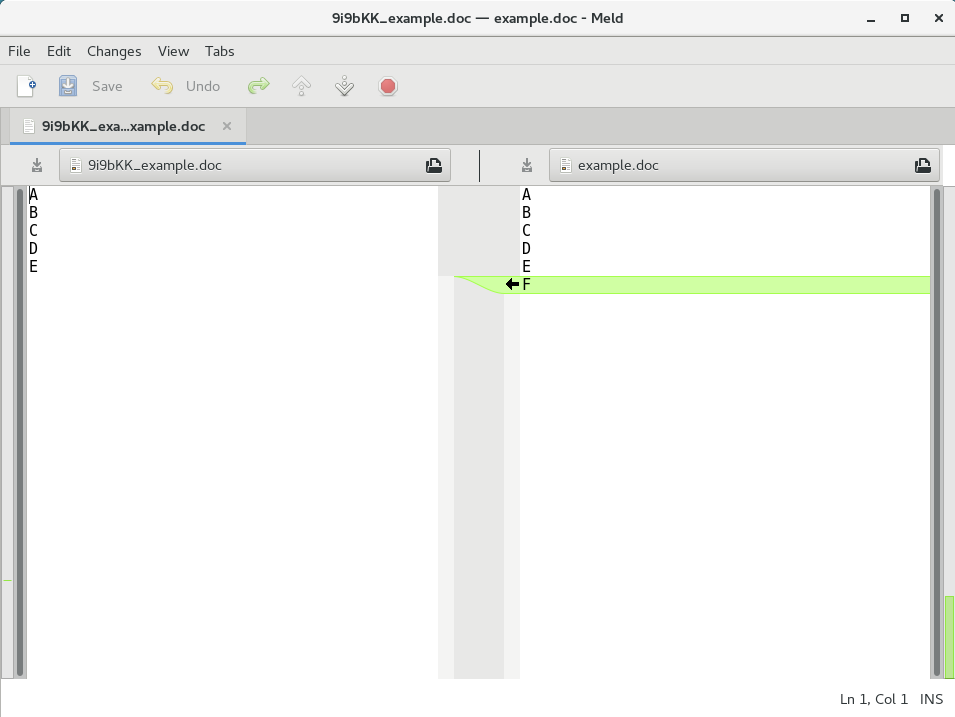 9i9bKK_example.doc — example.doc - Meld
File Edit Changes View Tabs
Save Undo
9i9bKK_exa...xample.doc
9i9bKK_example.doc
example.doc
A
B
C
D
E
A
B
C
D
E
F
Ln 1, Col 1 INS